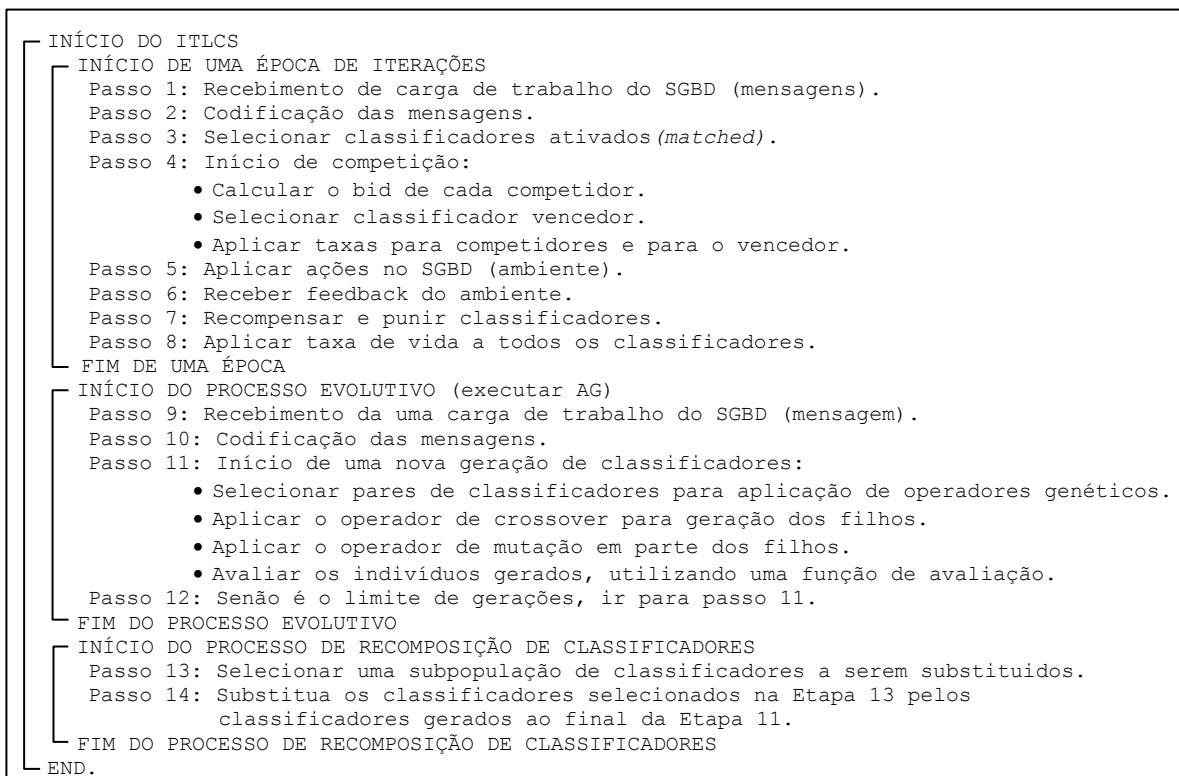 INÍCIO DO ITLCS
INÍCIO DE UMA ÉPOCA DE ITERAÇÕES
Passo 1: Recebimento de carga de trabalho do SGBD (mensagens).
Passo 2: Codificação das mensagens.
Passo 3: Selecionar classificadores ativados(matched).
Passo 4: Início de competição:
• Calcular o bid de cada competidor.
• Selecionar classificador vencedor.
• Aplicar taxas para competidores e para o vencedor.
Passo 5: Aplicar ações no SGBD (ambiente).
Passo 6: Receber feedback do ambiente.
Passo 7: Recompensar e punir classificadores.
Passo 8: Aplicar taxa de vida a todos os classificadores.
FIM DE UMA ÉPOCA
INÍCIO DO PROCESSO EVOLUTIVO (executar AG)
Passo 9: Recebimento da uma carga de trabalho do SGBD (mensagem).
Passo 10: Codificação das mensagens.
Passo 11: Início de uma nova geração de classificadores:
• Selecionar pares de classificadores para aplicação de operadores genéticos.
• Aplicar o operador de crossover para geração dos filhos.
• Aplicar o operador de mutação em parte dos filhos.
• Avaliar os indivíduos gerados, utilizando uma função de avaliação.
Passo 12: Senão é o limite de gerações, ir para passo 11.
FIM DO PROCESSO EVOLUTIVO
INÍCIO DO PROCESSO DE RECOMPOSIÇÃO DE CLASSIFICADORES
Passo 13: Selecionar uma subpopulação de classificadores a serem substituidos.
Passo 14: Substitua os classificadores selecionados na Etapa 13 pelos
classificadores gerados ao final da Etapa 11.
FIM DO PROCESSO DE RECOMPOSIÇÃO DE CLASSIFICADORES
END.